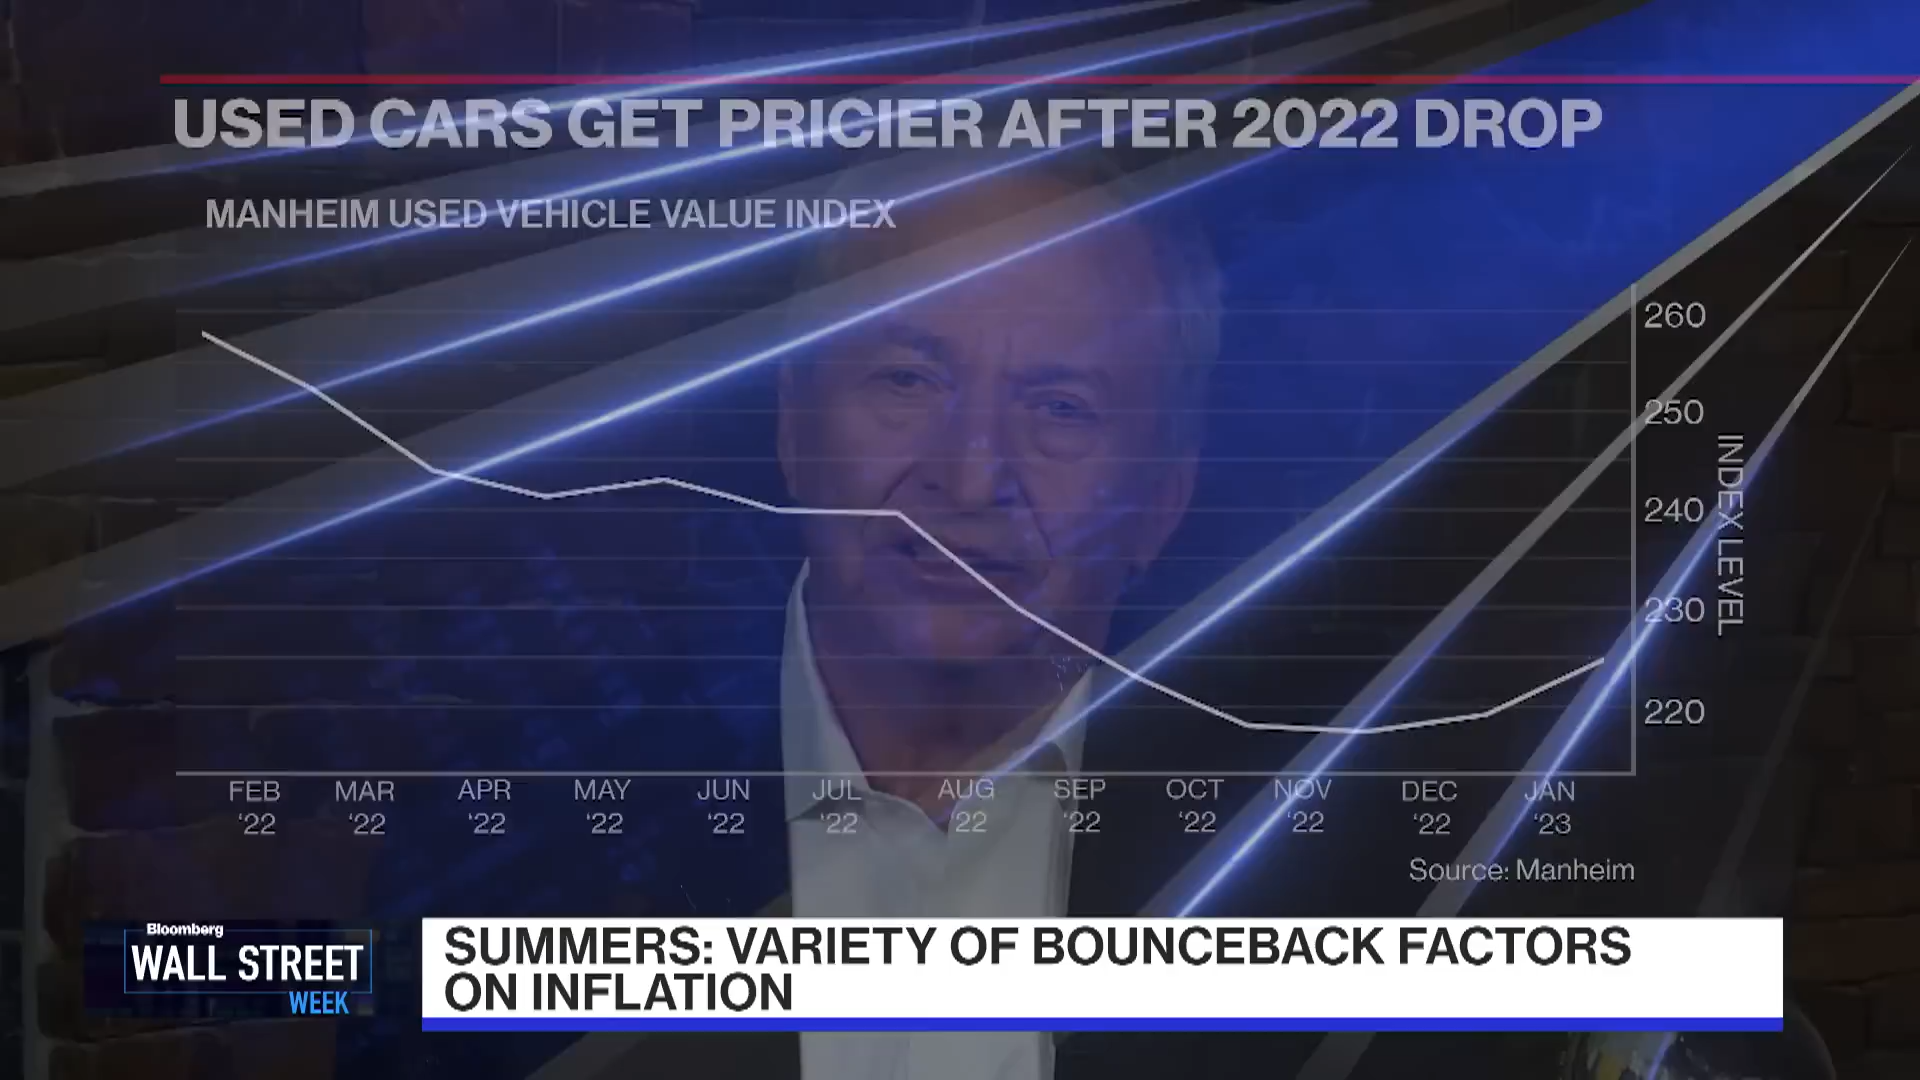 USED CARS GET PRICIER AFTER 2022 DROP
MANHEIM USED VEHICLE VALUE INDEX
260
250
240
230
220
INDEX LEVEL
FEB MAR APR MAY JUN JUL AUG SEP OCT NOV DEC JAN
‘22 ‘22 ‘22 ‘22 ‘22 ‘22 ‘22 ‘22 ‘22 ‘22 ‘22 ‘23
Source: Manheim
Bloomberg
WALL STREET
WEEK
SUMMERS: VARIETY OF BOUNCEBACK FACTORS
ON INFLATION